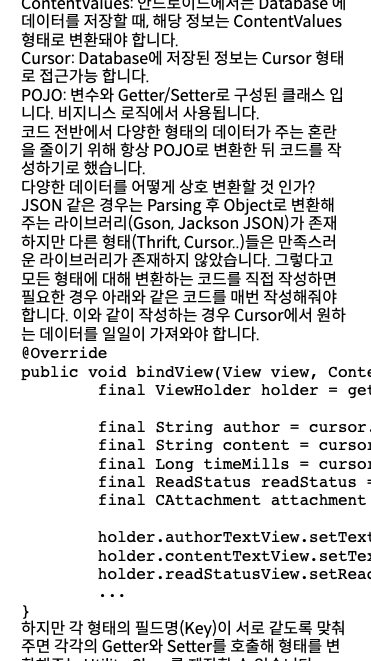 ContentValues: 안드로이드에서는 Database 에
데이터를 저장할 때, 해당 정보는 ContentValues
형태로 변환돼야 합니다.
Cursor: Database에 저장된 정보는 Cursor 형태
로 접근가능 합니다.
POJO: 변수와 Getter/Setter로 구성된 클래스 입
니다. 비지니스 로직에서 사용됩니다.
코드 전반에서 다양한 형태의 데이터가 주는 혼란
을 줄이기 위해 항상 POJO로 변환한 뒤 코드를 작
성하기로 했습니다.
다양한 데이터를 어떻게 상호 변환할 것 인가?
JSON 같은 경우는 Parsing 후 Object로 변환해
주는 라이브러리(Gson, Jackson JSON)가 존재
하지만 다른 형태(Thrift, Cursor..)들은 만족스러
운 라이브러리가 존재하지 않았습니다. 그렇다고
모든 형태에 대해 변환하는 코드를 직접 작성하면
필요한 경우 아래와 같은 코드를 매번 작성해줘야
합니다. 이와 같이 작성하는 경우 Cursor에서 원하
는 데이터를 일일이 가져와야 합니다.
@Override
public void bindView(View view, Conte
final ViewHolder holder = get
final String author = cursor.
final String content = cursor
final Long timeMills = cursor
final ReadStatus readStatus =
final CAttachment attachment
holder.authorTextView.setText
holder.contentTextView.setTex
holder.readStatusView.setRead
...
}
하지만 각 형태의 필드명(Key)이 서로 같도록 맞춰
주면 각각의 Getter와 Setter를 호출해 형태를 변